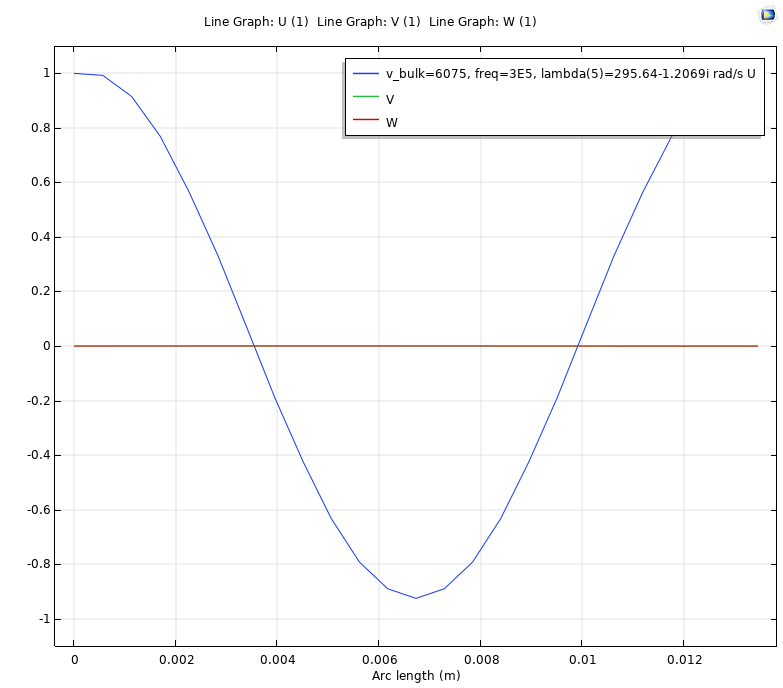 Line Graph: U (1) Line Graph: V (1) Line Graph: W (1)
v_bulk=6075, freq=3E5, lambda(5)=295.64-1.2069i rad/s U
V
W
1
0.8
0.6
0.4
0.2
0
-0.2
-0.4
-0.6
-0.8
-1
0 0.002 0.004 0.006 0.008 0.01 0.012
Arc length (m)